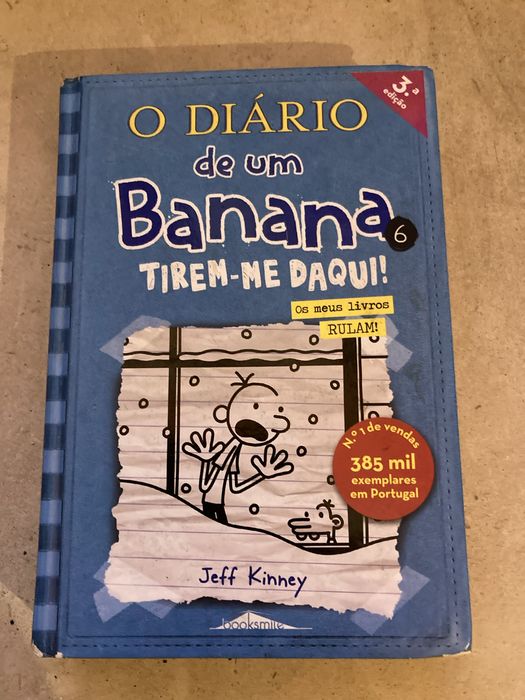 3.ª
edição
O DIÁRIO
de um
Banana
6
TIREM-ME DAQUI!
Os meus livros
RULAM!
N.º 1 de vendas
385 mil
exemplares
em Portugal
Jeff Kinney
booksmile